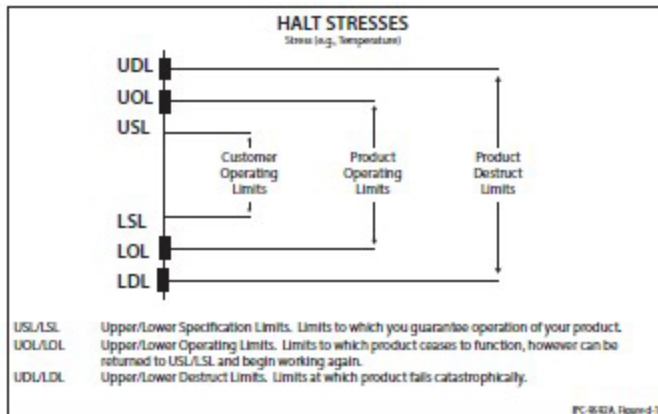 HALT STRESSES
Stress (e.g., Temperature)
UDL
UOL
USL
Customer Operating Limits
Product Operating Limits
Product Destruct Limits
LSL
LOL
LDL
USL/LSL Upper/Lower Specification Limits. Limits to which you guarantee operation of your product.
UOL/LOL Upper/Lower Operating Limits. Limits to which product ceases to function, however can be
returned to USL/LSL and begin working again.
UDL/LDL Upper/Lower Destruct Limits. Limits at which product fails catastrophically.